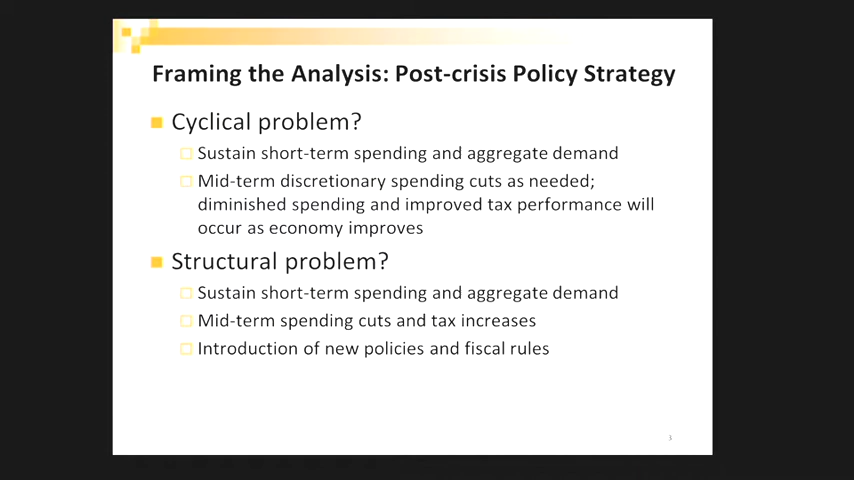 Framing the Analysis: Post-crisis Policy Strategy
Cyclical problem?
Sustain short-term spending and aggregate demand
Mid-term discretionary spending cuts as needed;
diminished spending and improved tax performance will
occur as economy improves
Structural problem?
Sustain short-term spending and aggregate demand
Mid-term spending cuts and tax increases
Introduction of new policies and fiscal rules
3